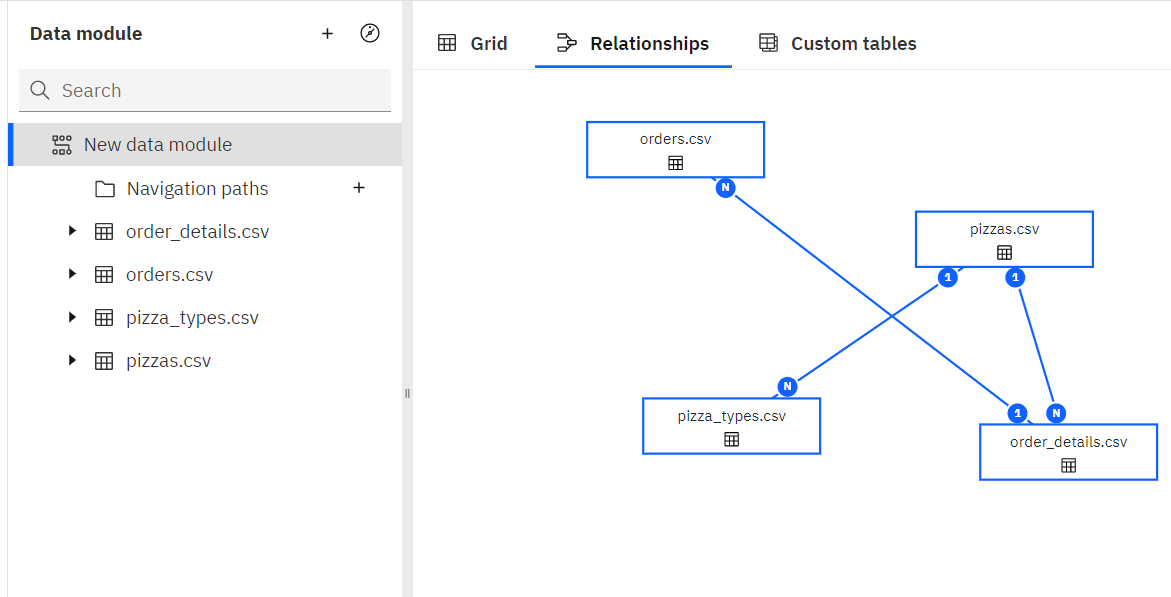 Data module
Search
New data module
Navigation paths
order_details.csv
orders.csv
pizza_types.csv
pizzas.csv
Grid
Relationships
Custom tables
orders.csv
N
pizzas.csv
1
1
N
pizza_types.csv
1
N
order_details.csv